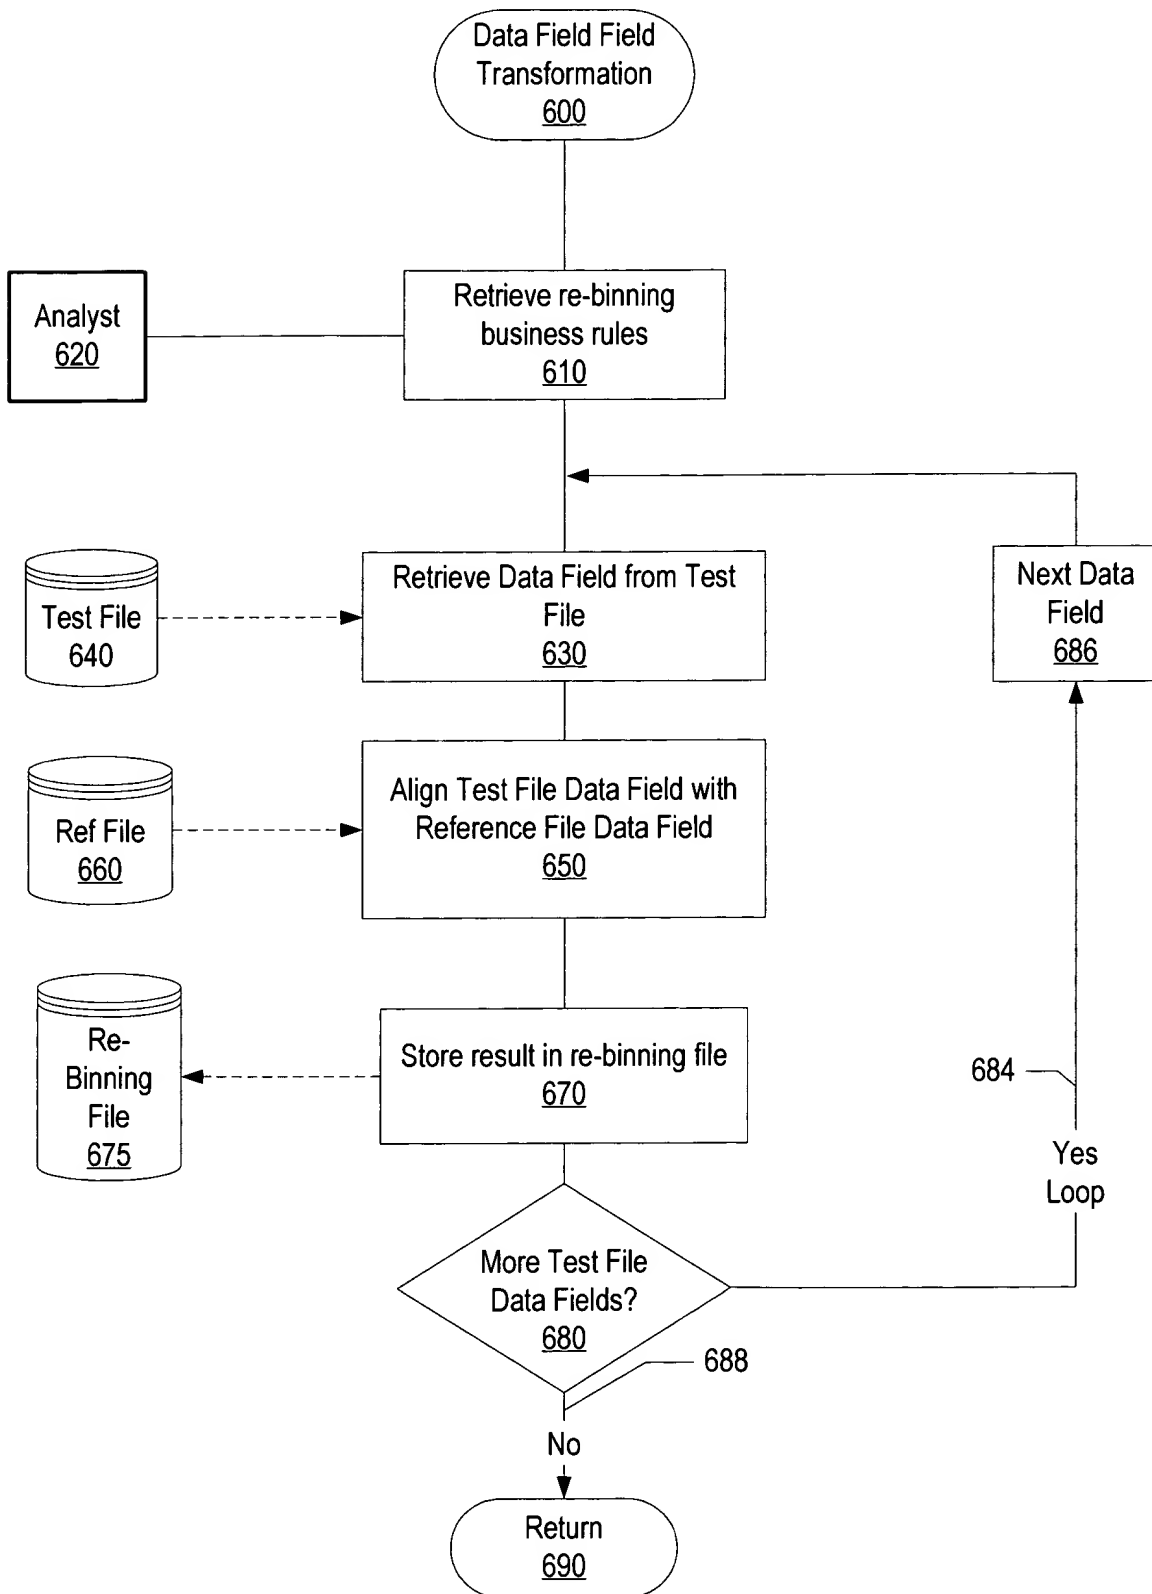 Data Field Field
Transformation
600
Analyst
620
Retrieve re-binning
business rules
610
Test File
640
Retrieve Data Field from Test
File
630
Next Data
Field
686
Ref File
660
Align Test File Data Field with
Reference File Data Field
650
Re-
Binning
File
675
Store result in re-binning file
670
684
Yes
Loop
More Test File
Data Fields?
680
688
No
Return
690